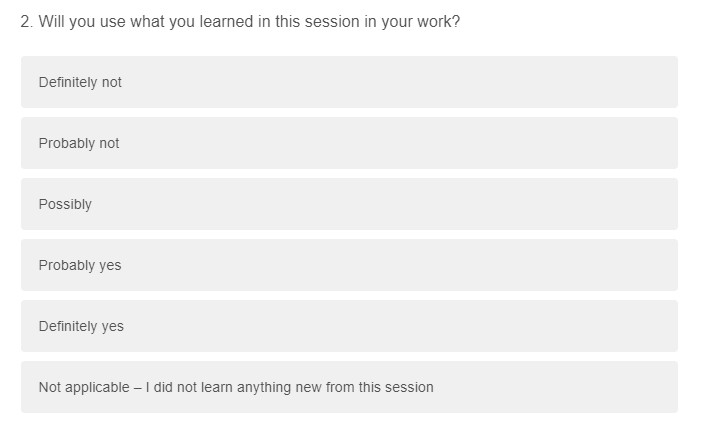 2. Will you use what you learned in this session in your work?
Definitely not
Probably not
Possibly
Probably yes
Definitely yes
Not applicable – I did not learn anything new from this session